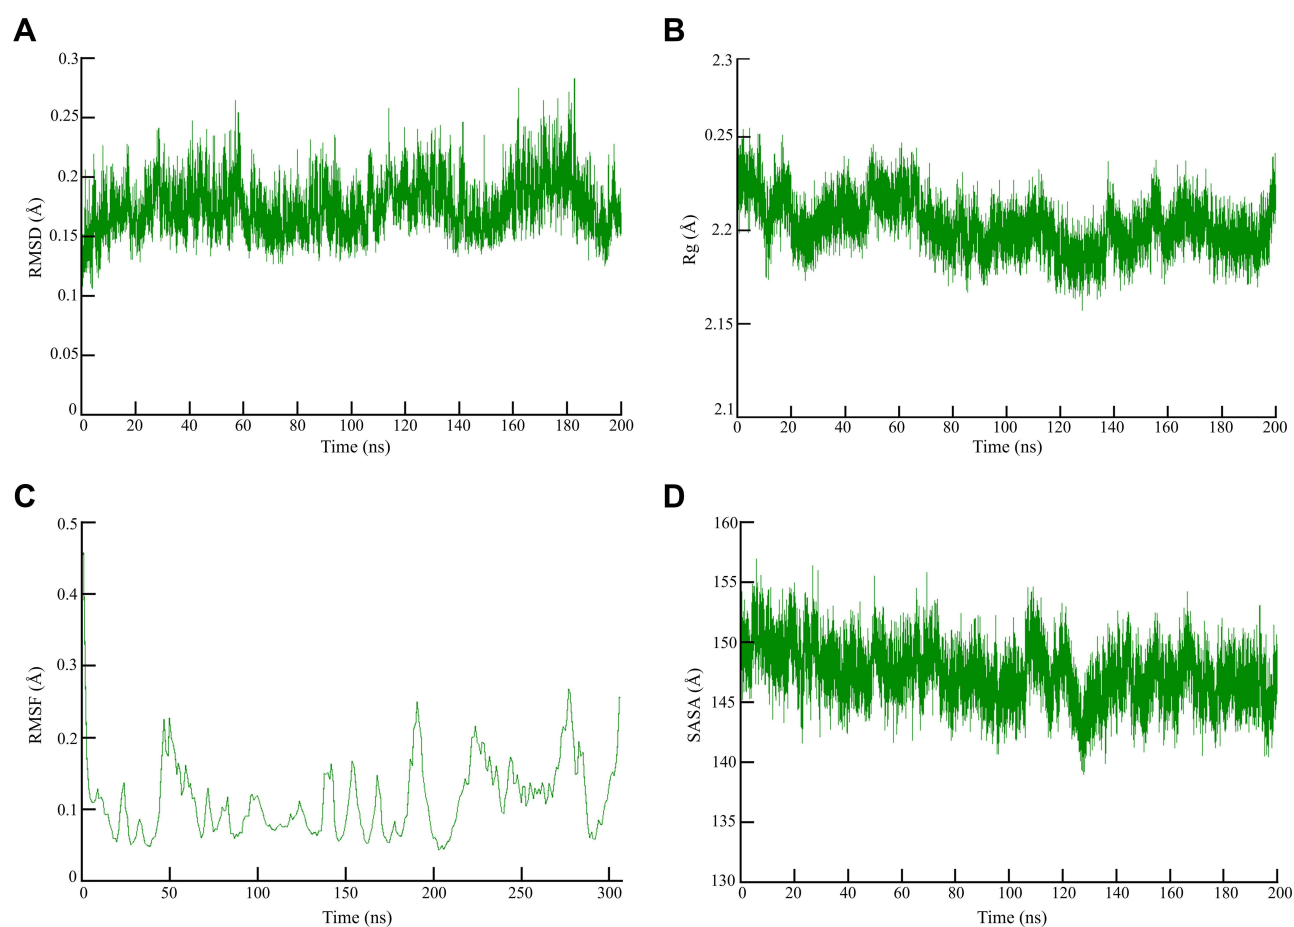 A
0.3
0.25
0.2
0.15
0.1
0.05
0
RMSD (Å)
0 20 40 60 80 100 120 140 160 180 200
Time (ns)
B
2.3
0.25
2.2
2.15
2.1
Rg (Å)
0 20 40 60 80 100 120 140 160 180 200
Time (ns)
C
0.5
0.4
0.3
0.2
0.1
0
RMSF (Å)
0 50 100 150 200 250 300
Time (ns)
D
160
155
150
145
140
135
130
SASA (Å)
0 20 40 60 80 100 120 140 160 180 200
Time (ns)